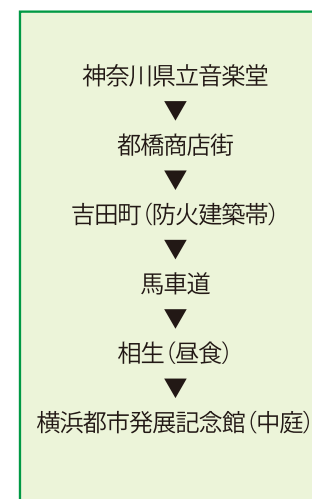 神奈川県立音楽堂
▼
都橋商店街
▼
吉田町（防火建築帯）
▼
馬車道
▼
相生（昼食）
▼
横浜都市発展記念館（中庭）